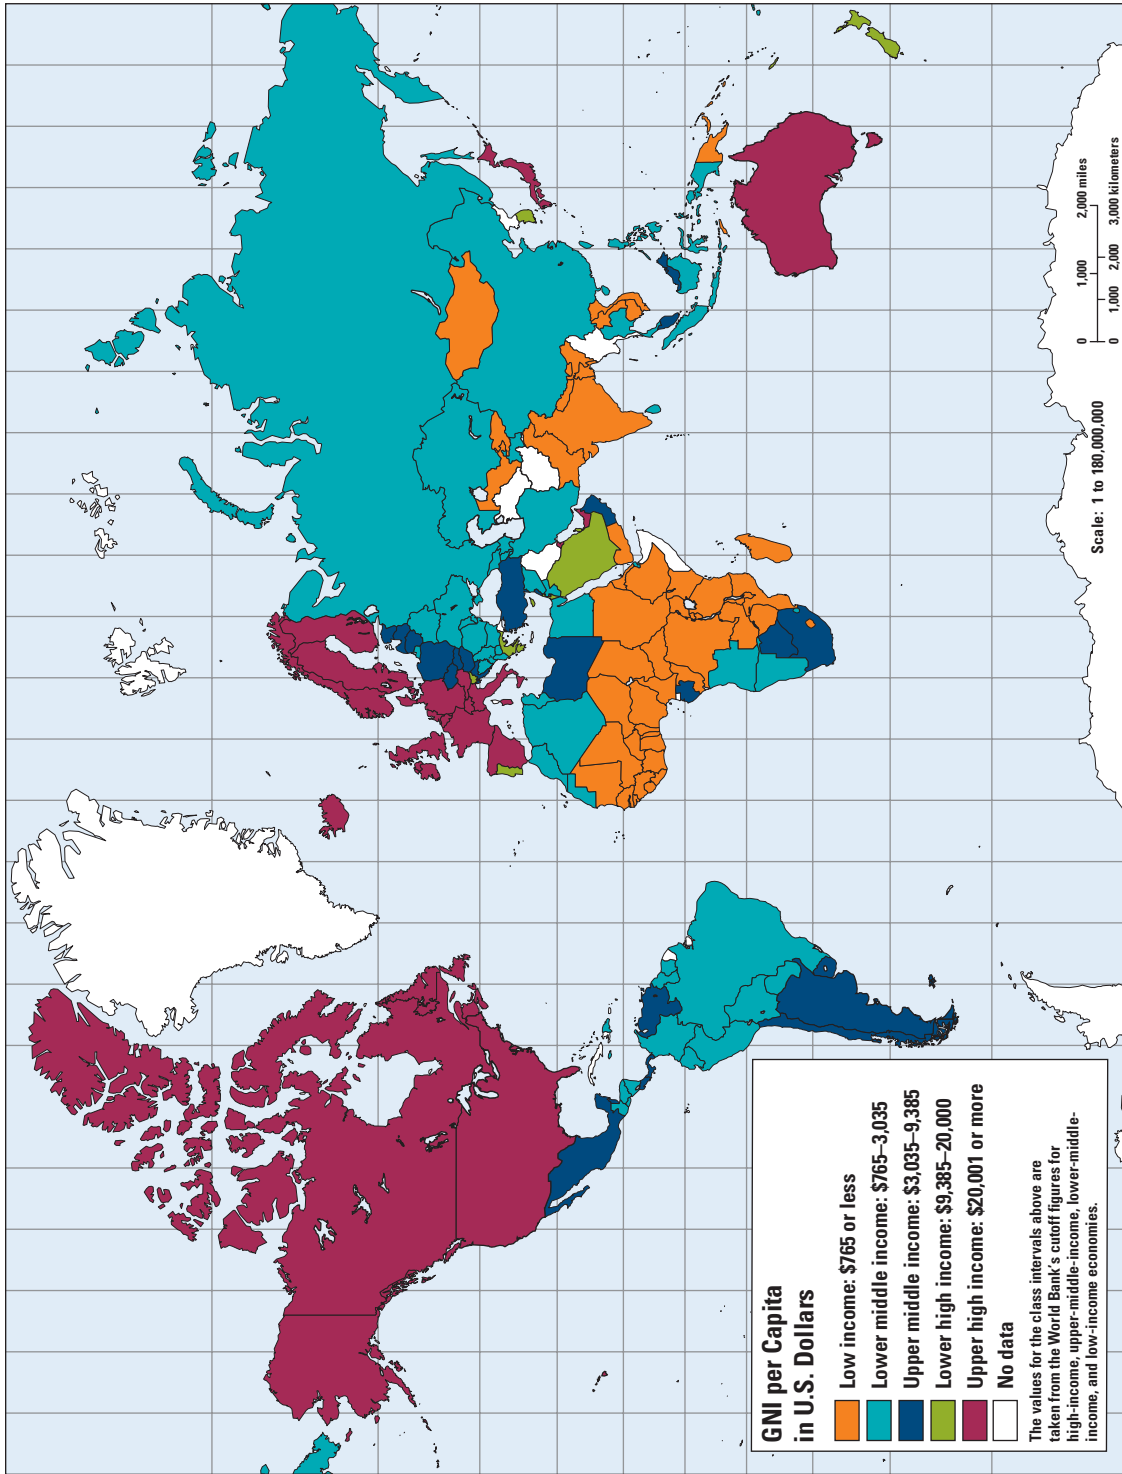 GNI per Capita
in U.S. Dollars
Low income: $765 or less
Lower middle income: $765–3,035
Upper middle income: $3,035–9,385
Lower high income: $9,385–20,000
Upper high income: $20,001 or more
No data
The values for the class intervals above are
taken from the World Bank's cutoff figures for
high-income, upper-middle-income, lower-middle-
income, and low-income economies.
Scale: 1 to 180,000,000
0 1,000 2,000 miles
0 1,000 2,000 3,000 kilometers